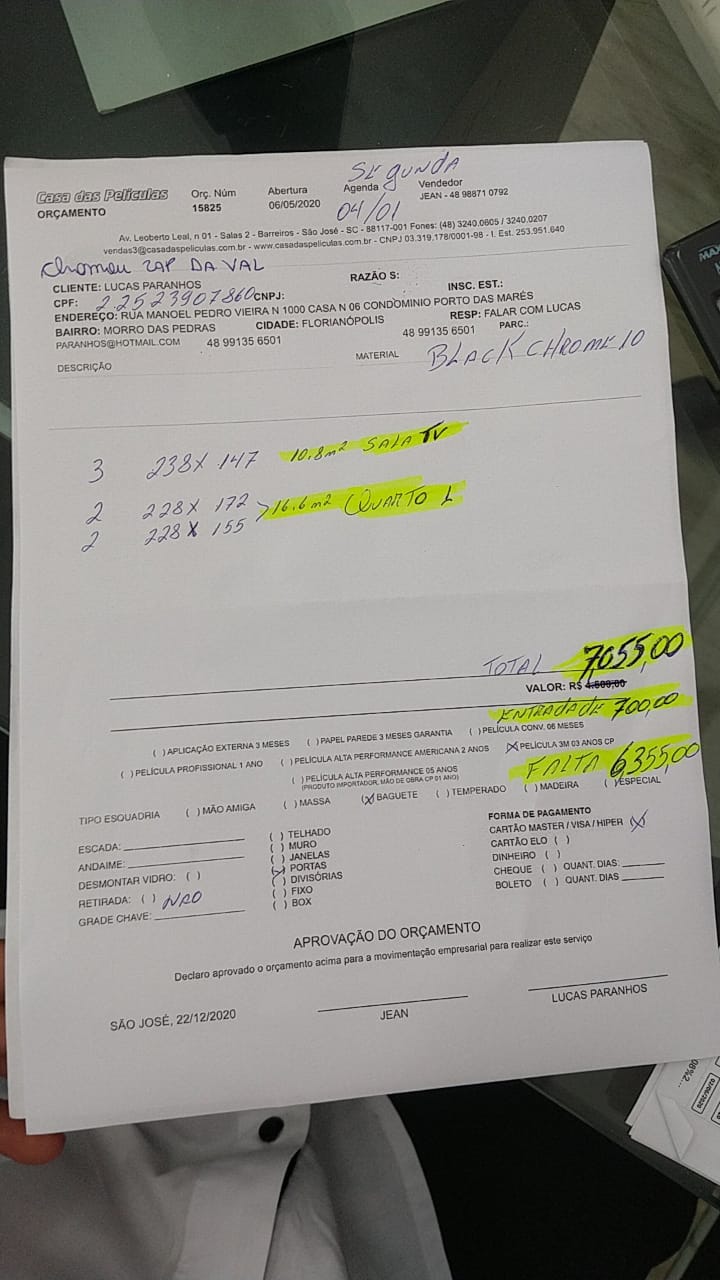 SEGUNDA
Casa das Películas Orç. Núm Abertura Agenda Vendedor
ORÇAMENTO 15825 06/05/2020 04/01 JEAN - 48 98871 0792
Av. Leoberto Leal, n 01 - Salas 2 - Barreiros - São José - SC - 88117-001 Fones: (48) 3240.0605 / 3240.0207
vendas3@casadaspeliculas.com.br - www.casadaspeliculas.com.br - CNPJ 03.319.178/0001-98 - I. Est. 253.951.640
Chamou ZAP DA VAL
CLIENTE: LUCAS PARANHOS RAZÃO S:
CPF: 22523907860 CNPJ: INSC. EST.:
ENDEREÇO: RUA MANOEL PEDRO VIEIRA N 1000 CASA N 06 CONDOMINIO PORTO DAS MARÉS
BAIRRO: MORRO DAS PEDRAS CIDADE: FLORIANÓPOLIS RESP: FALAR COM LUCAS
PARANHOS@HOTMAIL.COM 48 99135 6501 48 99135 6501 PARC.:
DESCRIÇÃO MATERIAL BLACK CHROME 10
3 238X 147 10.8m² SALA TV
2 228X 172 >16.6m² QUARTO L
2 228X 155
TOTAL 7055,00
VALOR: R$ 4.500,00
ENTRADA DE 700,00
( ) APLICAÇÃO EXTERNA 3 MESES ( ) PAPEL PAREDE 3 MESES GARANTIA ( ) PELÍCULA CONV. 06 MESES
( ) PELÍCULA PROFISSIONAL 1 ANO ( ) PELÍCULA ALTA PERFORMANCE AMERICANA 2 ANOS (X) PELÍCULA 3M 03 ANOS CP
( ) PELÍCULA ALTA PERFORMANCE 05 ANOS
(PRODUTO IMPORTADOR, MÃO DE OBRA CP 01 ANO)
FALTA 6,355,00
TIPO ESQUADRIA ( ) MÃO AMIGA ( ) MASSA (X) BAGUETE ( ) TEMPERADO ( ) MADEIRA ( ) ESPECIAL
ESCADA:
ANDAIME:
DESMONTAR VIDRO: ( )
RETIRADA: ( ) NÃO
GRADE CHAVE:
( ) TELHADO
( ) MURO
( ) JANELAS
(X) PORTAS
( ) DIVISÓRIAS
( ) FIXO
( ) BOX
FORMA DE PAGAMENTO
CARTÃO MASTER / VISA / HIPER (X)
CARTÃO ELO ( )
DINHEIRO ( )
CHEQUE ( ) QUANT. DIAS:
BOLETO ( ) QUANT. DIAS
APROVAÇÃO DO ORÇAMENTO
Declaro aprovado o orçamento acima para a movimentação empresarial para realizar este serviço
SÃO JOSÉ, 22/12/2020 JEAN LUCAS PARANHOS